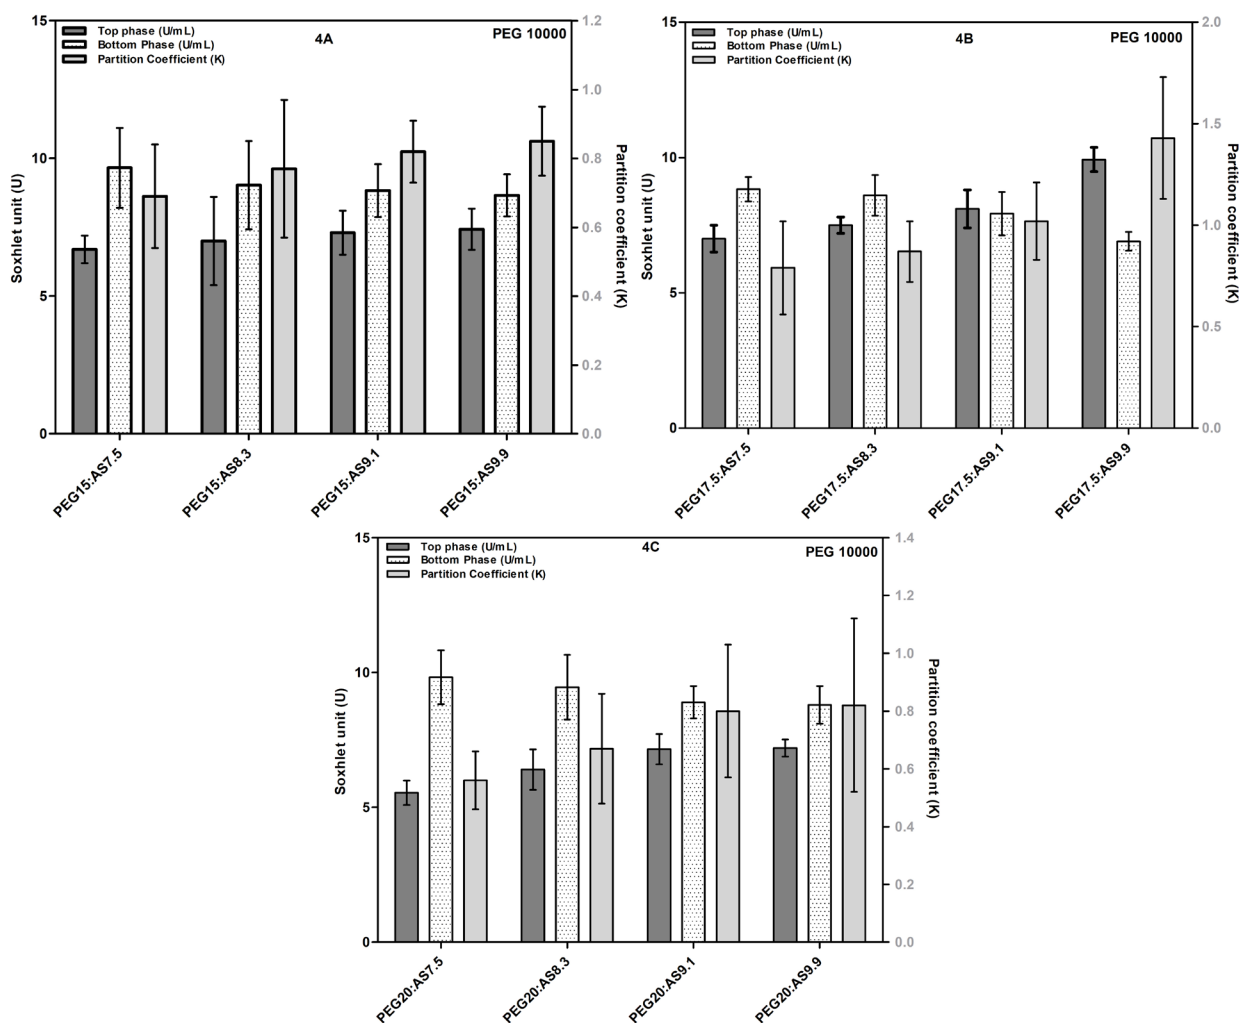 4A
PEG 10000
Top phase (U/mL)
Bottom Phase (U/mL)
Partition Coefficient (K)
Soxhlet unit (U)
15
10
5
0
Partition coefficient (K)
1.2
1.0
0.8
0.6
0.4
0.2
0.0
PEG15:AS7.5
PEG15:AS8.3
PEG15:AS9.1
PEG15:AS9.9
4B
PEG 10000
Top phase (U/mL)
Bottom Phase (U/mL)
Partition Coefficient (K)
Soxhlet unit (U)
15
10
5
0
Partition coefficient (K)
2.0
1.5
1.0
0.5
0.0
PEG17.5:AS7.5
PEG17.5:AS8.3
PEG17.5:AS9.1
PEG17.5:AS9.9
4C
PEG 10000
Top phase (U/mL)
Bottom Phase (U/mL)
Partition Coefficient (K)
Soxhlet unit (U)
15
10
5
0
Partition coefficient (K)
1.4
1.2
1.0
0.8
0.6
0.4
0.2
0.0
PEG20:AS7.5
PEG20:AS8.3
PEG20:AS9.1
PEG20:AS9.9